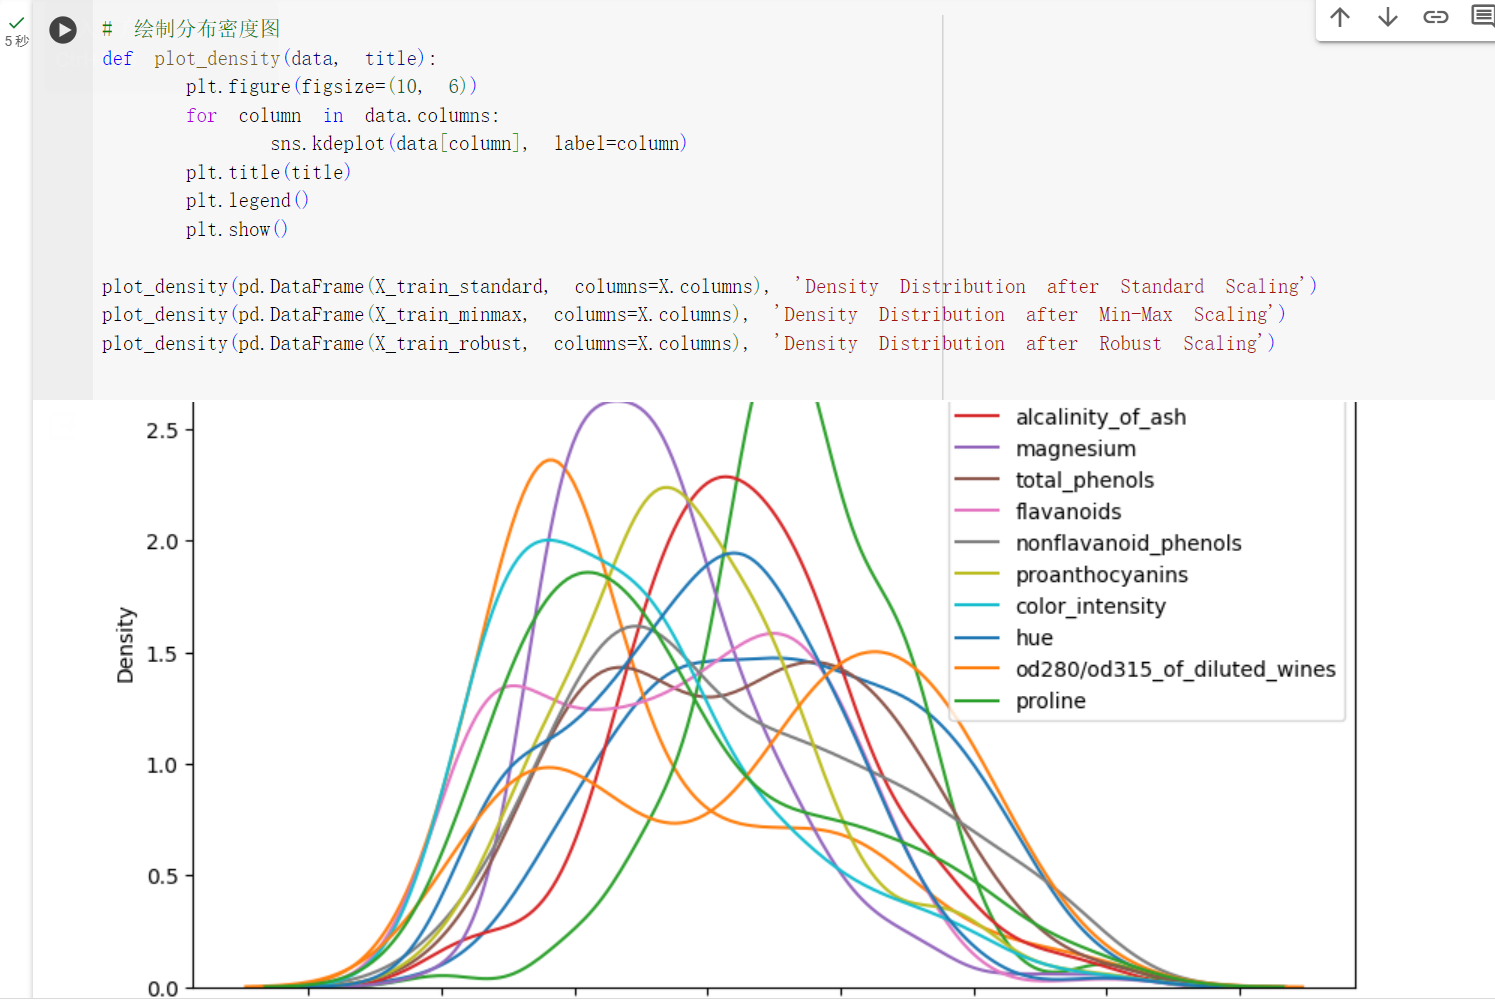 5 秒
# 绘制分布密度图
def plot_density(data, title):
plt.figure(figsize=(10, 6))
for column in data.columns:
sns.kdeplot(data[column], label=column)
plt.title(title)
plt.legend()
plt.show()
plot_density(pd.DataFrame(X_train_standard, columns=X.columns), 'Density Distribution after Standard Scaling')
plot_density(pd.DataFrame(X_train_minmax, columns=X.columns), 'Density Distribution after Min-Max Scaling')
plot_density(pd.DataFrame(X_train_robust, columns=X.columns), 'Density Distribution after Robust Scaling')
alcalinity_of_ash
magnesium
total_phenols
flavanoids
nonflavanoid_phenols
proanthocyanins
color_intensity
hue
od280/od315_of_diluted_wines
proline
Density
2.5
2.0
1.5
1.0
0.5
0.0